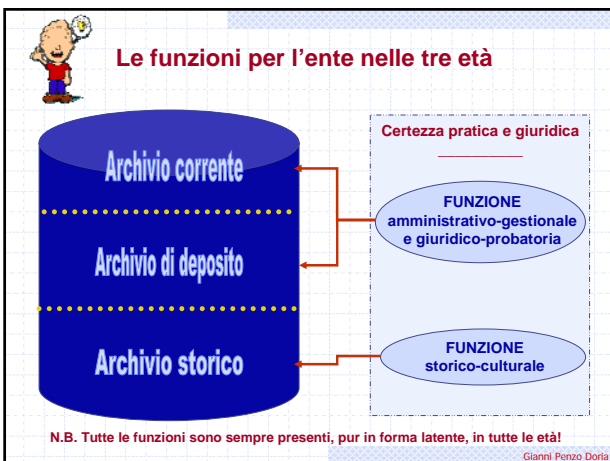 Le funzioni per l'ente nelle tre età
Certezza pratica e giuridica
Archivio corrente
FUNZIONE
amministrativo-gestionale
e giuridico-probatoria
Archivio di deposito
Archivio storico
FUNZIONE
storico-culturale
N.B. Tutte le funzioni sono sempre presenti, pur in forma latente, in tutte le età!
Gianni Penzo Doria